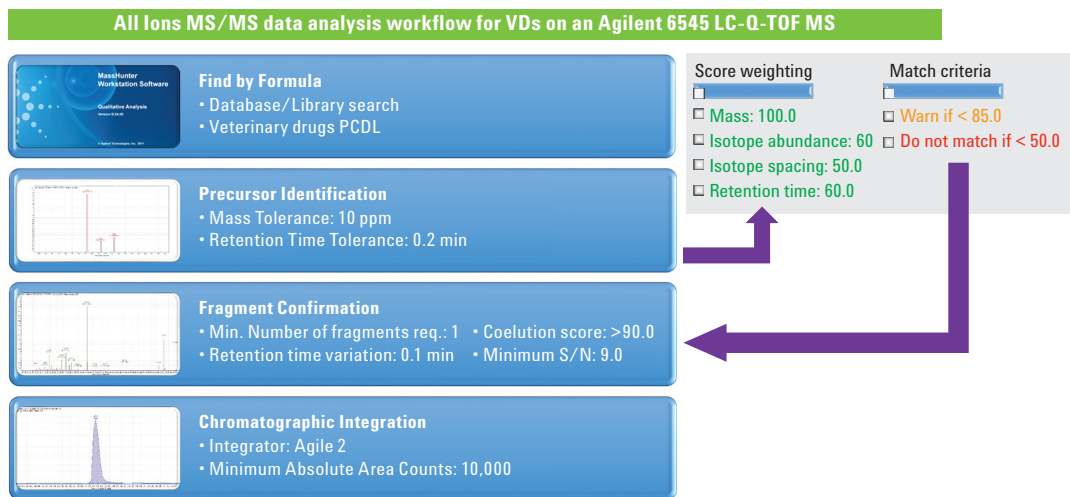 All Ions MS/MS data analysis workflow for VDs on an Agilent 6545 LC-Q-TOF MS
MassHunter
Workstation Software
Qualitative Analysis
Find by Formula
• Database/Library search
• Veterinary drugs PCDL
Precursor Identification
• Mass Tolerance: 10 ppm
• Retention Time Tolerance: 0.2 min
Score weighting
Mass: 100.0
Isotope abundance: 60
Isotope spacing: 50.0
Retention time: 60.0
Match criteria
Warn if < 85.0
Do not match if < 50.0
Fragment Confirmation
• Min. Number of fragments req.: 1 • Coelution score: >90.0
• Retention time variation: 0.1 min • Minimum S/N: 9.0
Chromatographic Integration
• Integrator: Agile 2
• Minimum Absolute Area Counts: 10,000